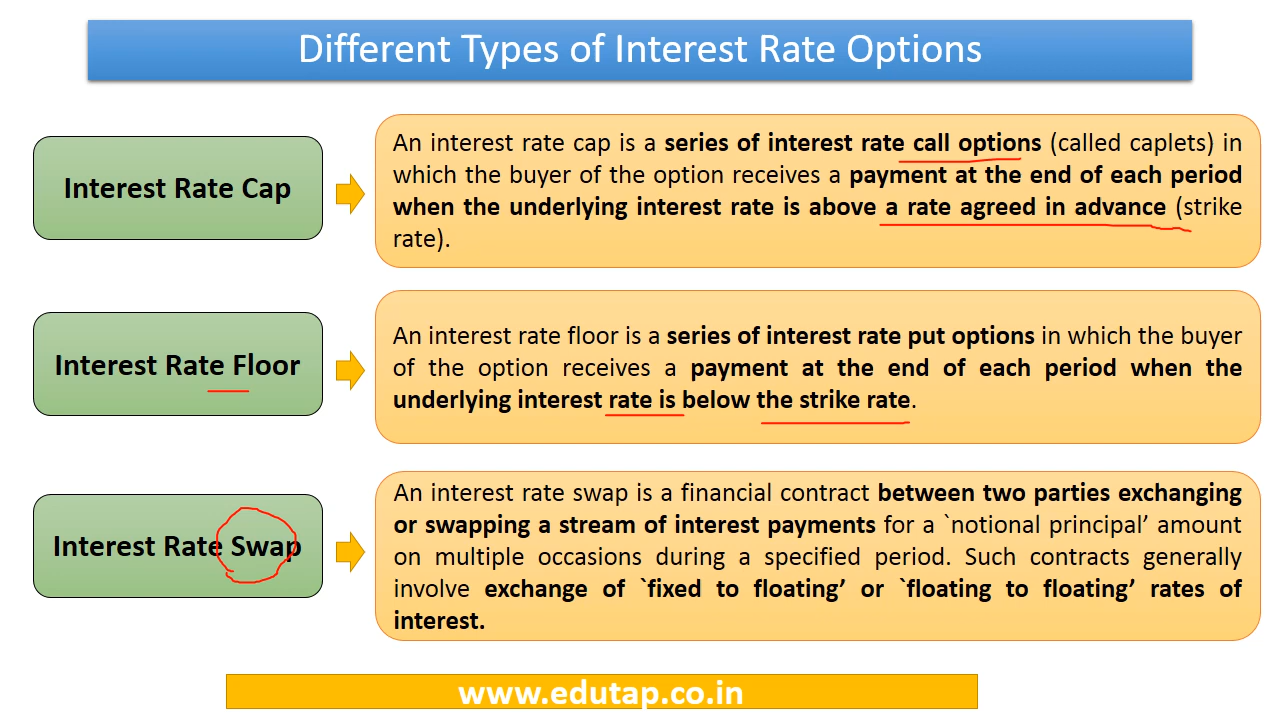 Different Types of Interest Rate Options
Interest Rate Cap
An interest rate cap is a series of interest rate call options (called caplets) in
which the buyer of the option receives a payment at the end of each period
when the underlying interest rate is above a rate agreed in advance (strike
rate).
Interest Rate Floor
An interest rate floor is a series of interest rate put options in which the buyer
of the option receives a payment at the end of each period when the
underlying interest rate is below the strike rate.
Interest Rate Swap
An interest rate swap is a financial contract between two parties exchanging
or swapping a stream of interest payments for a `notional principal’ amount
on multiple occasions during a specified period. Such contracts generally
involve exchange of `fixed to floating’ or `floating to floating’ rates of
interest.
www.edutap.co.in